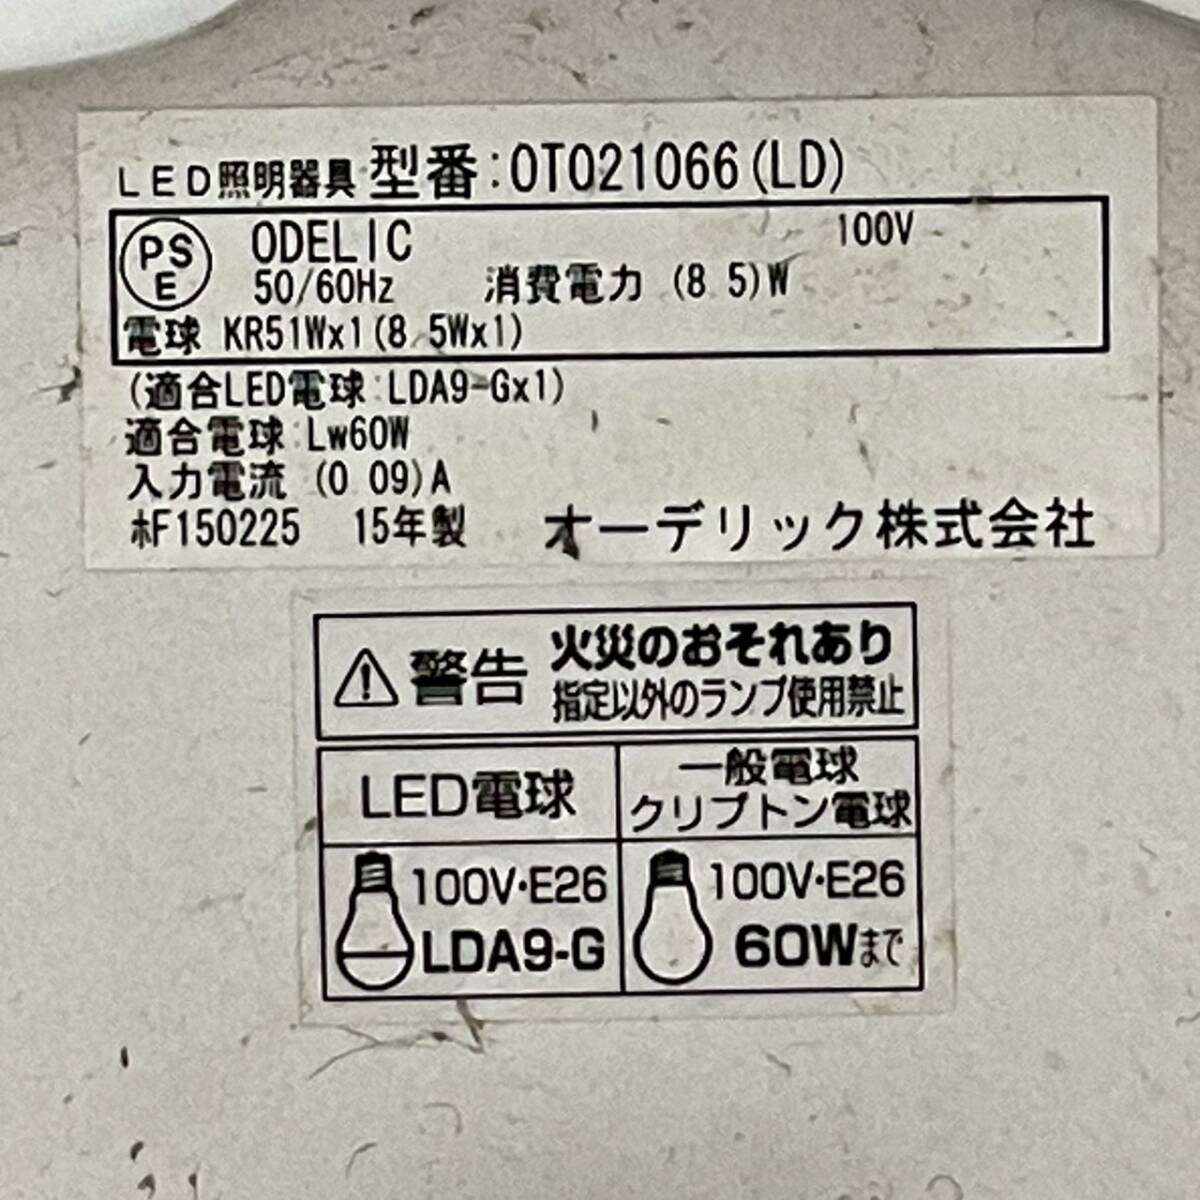 LED照明器具 型番:OT021066(LD)
PS
E
ODELIC 100V
50/60Hz 消費電力 (8 5)W
電球 KR51Wx1(8 5Wx1)
(適合LED電球:LDA9-Gx1)
適合電球:Lw60W
入力電流 (0 09)A
ホF150225 15年製 オーデリック株式会社
警告 火災のおそれあり
指定以外のランプ使用禁止
LED電球
一般電球
クリプトン電球
100V・E26
LDA9-G
100V・E26
60Wまで